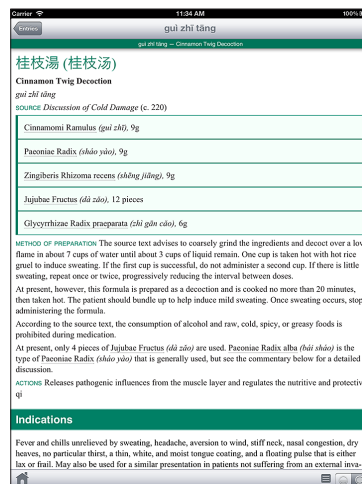 Carrier 11:34 AM 100%
Entries guì zhī tāng
guì zhī tāng — Cinnamon Twig Decoction
桂枝湯 (桂枝汤)
Cinnamon Twig Decoction
guì zhī tāng
SOURCE Discussion of Cold Damage (c. 220)
Cinnamomi Ramulus (guì zhī), 9g
Paeoniae Radix (sháo yào), 9g
Zingiberis Rhizoma recens (shēng jiāng), 9g
Jujubae Fructus (dà zǎo), 12 pieces
Glycyrrhizae Radix praeparata (zhì gān cǎo), 6g
METHOD OF PREPARATION The source text advises to coarsely grind the ingredients and decoct over a low
flame in about 7 cups of water until about 3 cups of liquid remain. One cup is taken hot with hot rice
gruel to induce sweating. If the first cup is successful, do not administer a second cup. If there is little
sweating, repeat once or twice, progressively reducing the interval between doses.
At present, however, this formula is prepared as a decoction and is cooked no more than 20 minutes,
then taken hot. The patient should bundle up to help induce mild sweating. Once sweating occurs, stop
administering the formula.
According to the source text, the consumption of alcohol and raw, cold, spicy, or greasy foods is
prohibited during medication.
At present, only 4 pieces of Jujubae Fructus (dà zǎo) are used. Paeoniae Radix alba (bái sháo) is the
type of Paeoniae Radix (sháo yào) that is generally used, but see the commentary below for a detailed
discussion.
ACTIONS Releases pathogenic influences from the muscle layer and regulates the nutritive and protectiv
qi
Indications
Fever and chills unrelieved by sweating, headache, aversion to wind, stiff neck, nasal congestion, dry
heaves, no particular thirst, a thin, white, and moist tongue coating, and a floating pulse that is either
lax or frail. May also be used for a similar presentation in patients not suffering from an external inva-